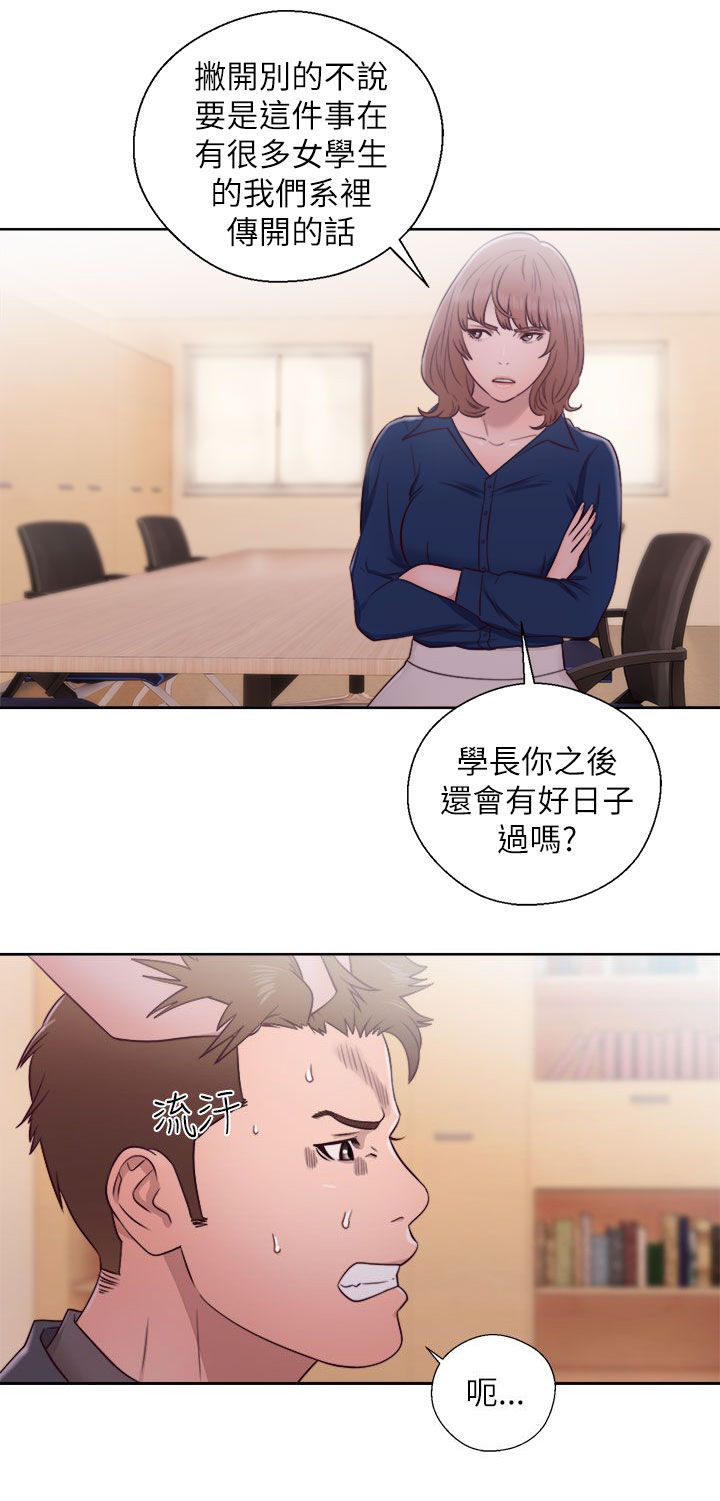 撇開別的不說
要是這件事在
有很多女學生
的我們系裡
傳開的話
學長你之後
還會有好日子
過嗎?
流汗
呃...